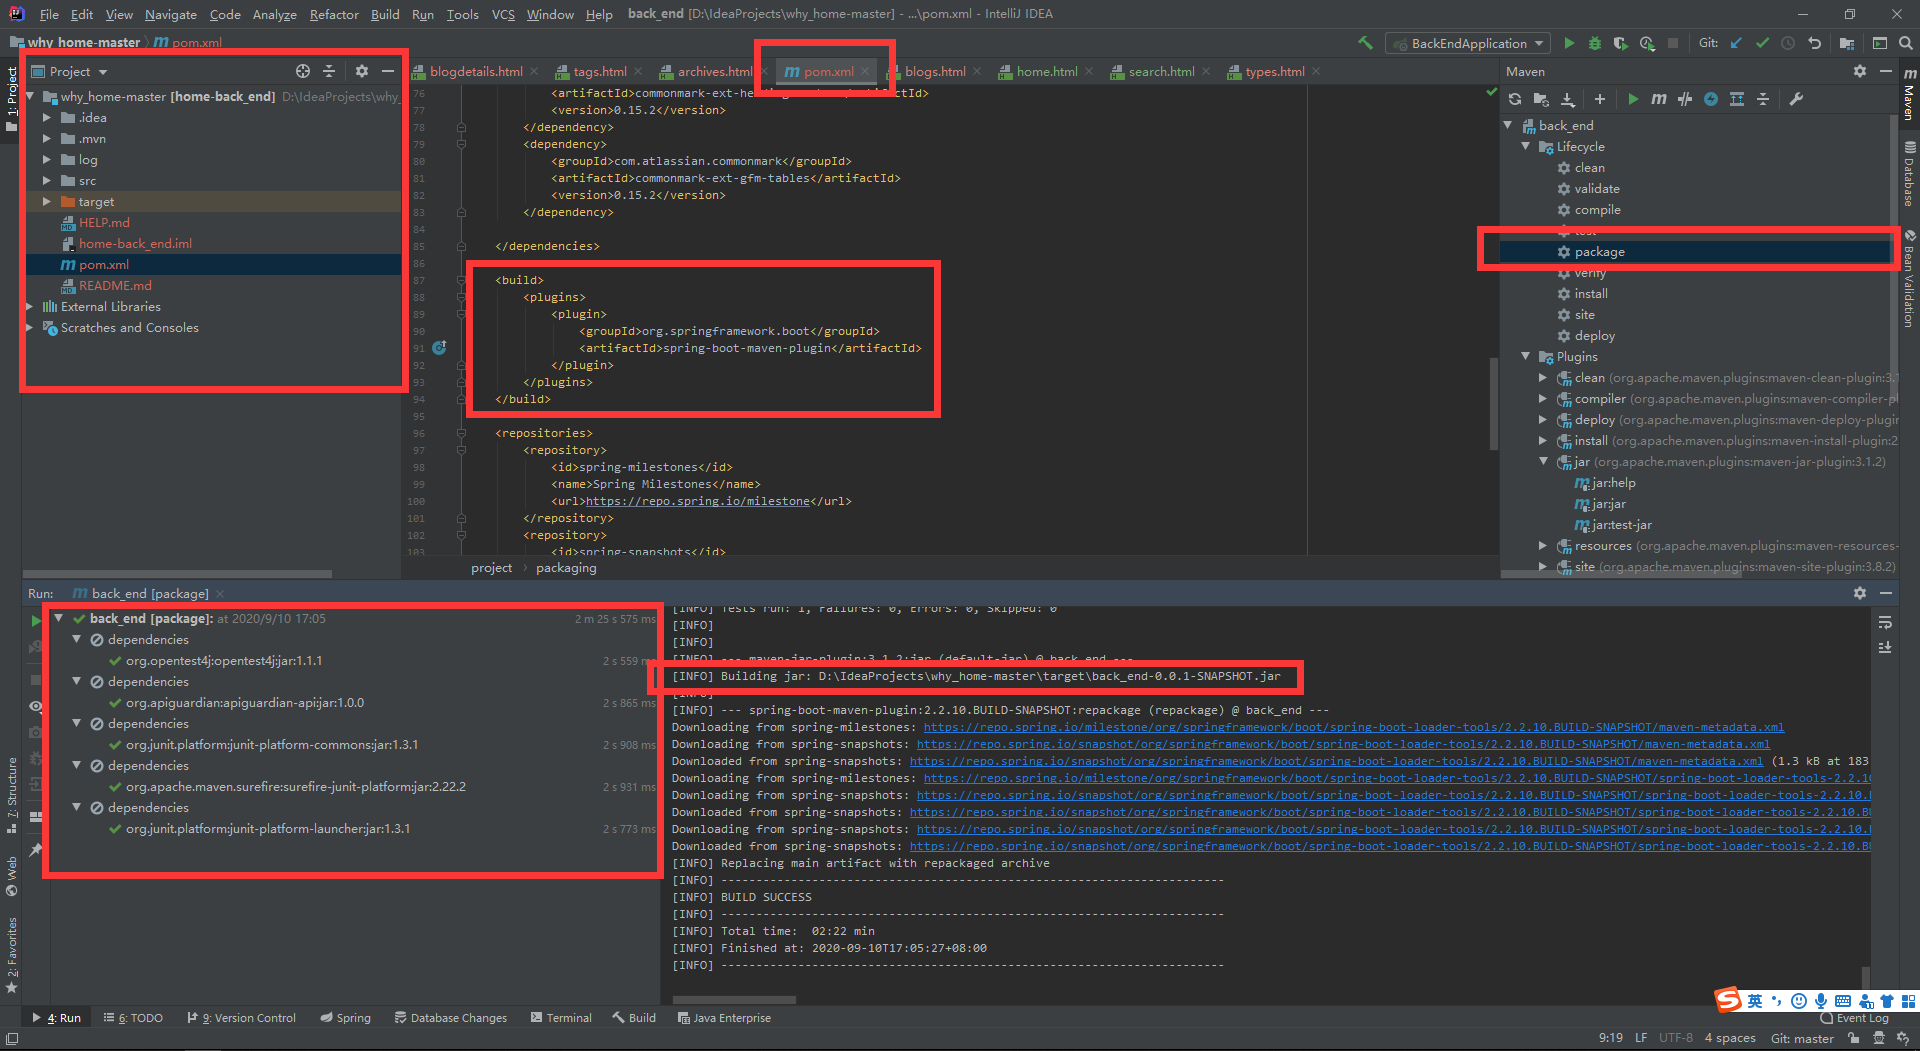 File Edit View Navigate Code Analyze Refactor Build Run Tools VCS Window Help back_end [D:\IdeaProjects\why_home-master] - ...\pom.xml - IntelliJ IDEA
why_home-master pom.xml
BackEndApplication
Git:
Project
1: Project
why_home-master [home-back_end] D:\IdeaProjects\why_
.idea
.mvn
log
src
target
HELP.md
home-back_end.iml
pom.xml
README.md
External Libraries
Scratches and Consoles
blogdetails.html tags.html archives.html pom.xml blogs.html home.html search.html types.html
76 <artifactId>commonmark-ext-he
/artifactId>
77 <version>0.15.2</version>
78 </dependency>
79 <dependency>
80 <groupId>com.atlassian.commonmark</groupId>
81 <artifactId>commonmark-ext-gfm-tables</artifactId>
82 <version>0.15.2</version>
83 </dependency>
84
85 </dependencies>
86
87 <build>
88 <plugins>
89 <plugin>
90 <groupId>org.springframework.boot</groupId>
91 <artifactId>spring-boot-maven-plugin</artifactId>
92 </plugin>
93 </plugins>
94 </build>
95
96 <repositories>
97 <repository>
98 <id>spring-milestones</id>
99 <name>Spring Milestones</name>
100 <url>https://repo.spring.io/milestone</url>
101 </repository>
102 <repository>
103 <id>spring-snapshots</id>
project packaging
Maven
back_end
Lifecycle
clean
validate
compile
test
package
verify
install
site
deploy
Plugins
clean (org.apache.maven.plugins:maven-clean-plugin:3.1
compiler (org.apache.maven.plugins:maven-compiler-pl
deploy (org.apache.maven.plugins:maven-deploy-plugin
install (org.apache.maven.plugins:maven-install-plugin:2
jar (org.apache.maven.plugins:maven-jar-plugin:3.1.2)
jar:help
jar:jar
jar:test-jar
resources (org.apache.maven.plugins:maven-resources-
site (org.apache.maven.plugins:maven-site-plugin:3.8.2)
Maven
Database
Bean Validation
Run: back_end [package]
back_end [package]: at 2020/9/10 17:05 2 m 25 s 575 ms
dependencies
org.opentest4j:opentest4j:jar:1.1.1 2 s 559 ms
dependencies
org.apiguardian:apiguardian-api:jar:1.0.0 2 s 865 ms
dependencies
org.junit.platform:junit-platform-commons:jar:1.3.1 2 s 908 ms
dependencies
org.apache.maven.surefire:surefire-junit-platform:jar:2.22.2 2 s 931 ms
dependencies
org.junit.platform:junit-platform-launcher:jar:1.3.1 2 s 773 ms
[INFO] Tests run: 1, Failures: 0, Errors: 0, Skipped: 0
[INFO]
[INFO]
[INFO] --- maven-jar-plugin:3.1.2:jar (default-jar) @ back_end ---
[INFO] Building jar: D:\IdeaProjects\why_home-master\target\back_end-0.0.1-SNAPSHOT.jar
[INFO]
[INFO] --- spring-boot-maven-plugin:2.2.10.BUILD-SNAPSHOT:repackage (repackage) @ back_end ---
Downloading from spring-milestones: https://repo.spring.io/milestone/org/springframework/boot/spring-boot-loader-tools/2.2.10.BUILD-SNAPSHOT/maven-metadata.xml
Downloading from spring-snapshots: https://repo.spring.io/snapshot/org/springframework/boot/spring-boot-loader-tools/2.2.10.BUILD-SNAPSHOT/maven-metadata.xml
Downloaded from spring-snapshots: https://repo.spring.io/snapshot/org/springframework/boot/spring-boot-loader-tools/2.2.10.BUILD-SNAPSHOT/maven-metadata.xml (1.3 kB at 183
Downloading from spring-milestones: https://repo.spring.io/milestone/org/springframework/boot/spring-boot-loader-tools/2.2.10.BUILD-SNAPSHOT/spring-boot-loader-tools-2.2.10
Downloading from spring-snapshots: https://repo.spring.io/snapshot/org/springframework/boot/spring-boot-loader-tools/2.2.10.BUILD-SNAPSHOT/spring-boot-loader-tools-2.2.10.
Downloaded from spring-snapshots: https://repo.spring.io/snapshot/org/springframework/boot/spring-boot-loader-tools/2.2.10.BUILD-SNAPSHOT/spring-boot-loader-tools-2.2.10.B
Downloading from spring-snapshots: https://repo.spring.io/snapshot/org/springframework/boot/spring-boot-loader-tools/2.2.10.BUILD-SNAPSHOT/spring-boot-loader-tools-2.2.10.
Downloaded from spring-snapshots: https://repo.spring.io/snapshot/org/springframework/boot/spring-boot-loader-tools/2.2.10.BUILD-SNAPSHOT/spring-boot-loader-tools-2.2.10.B
[INFO] Replacing main artifact with repackaged archive
[INFO] ------------------------------------------------------------------------
[INFO] BUILD SUCCESS
[INFO] ------------------------------------------------------------------------
[INFO] Total time:  02:22 min
[INFO] Finished at: 2020-09-10T17:05:27+08:00
[INFO] ------------------------------------------------------------------------
7: Structure
Web
2: Favorites
S 英
4: Run 6: TODO 9: Version Control Spring Database Changes Terminal Build Java Enterprise Event Log
9:19 LF UTF-8 4 spaces Git: master